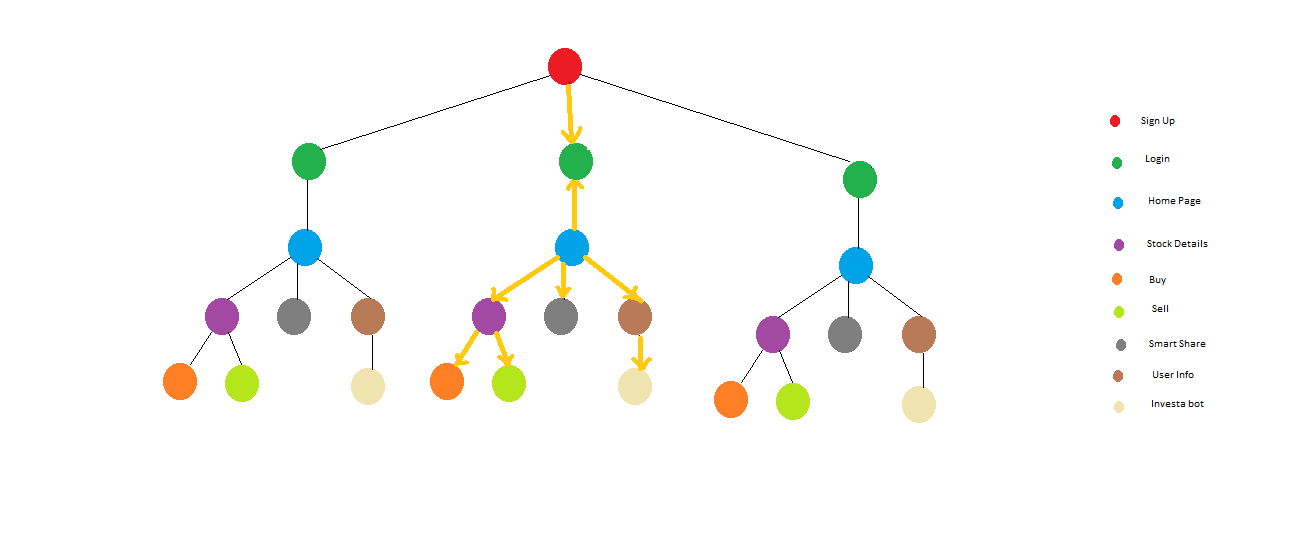 Sign Up
Login
Home Page
Stock Details
Buy
Sell
Smart Share
User Info
Investa bot